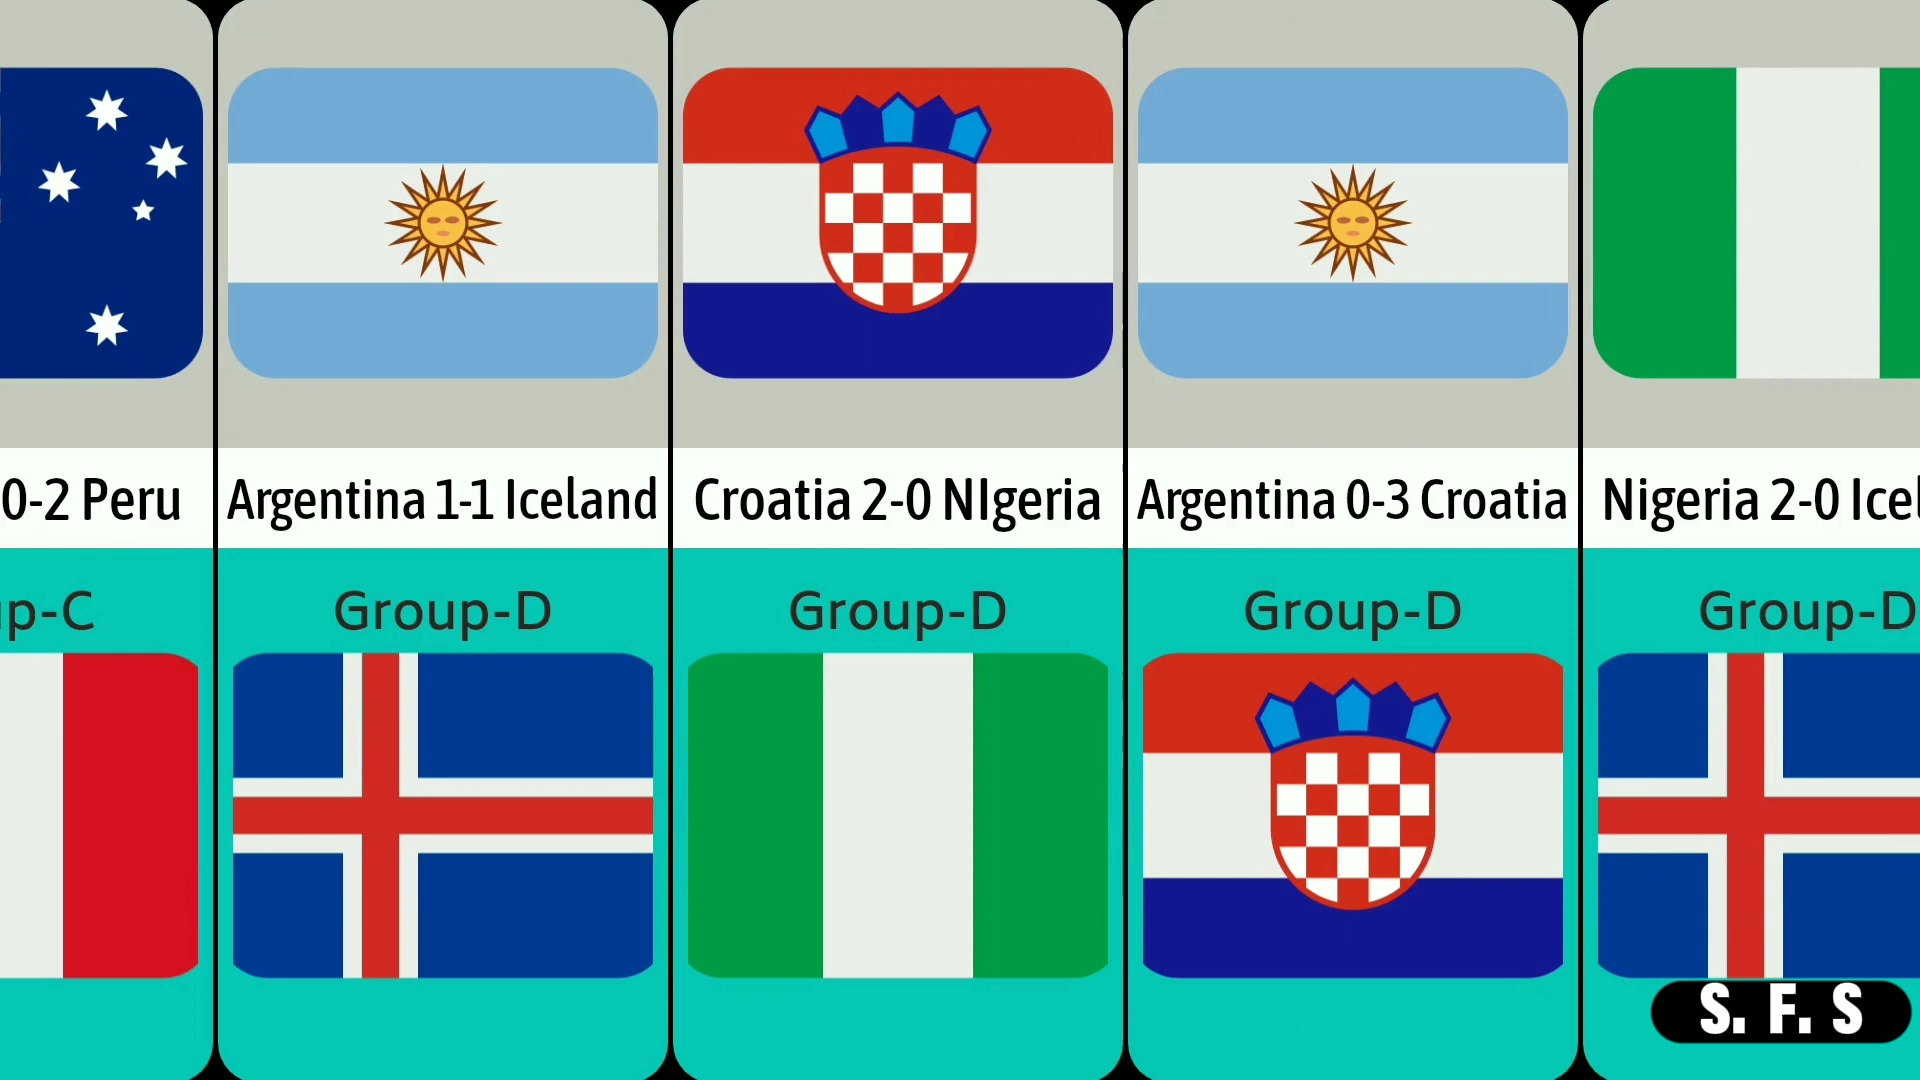 0-2 Peru
Argentina 1-1 Iceland
Croatia 2-0 NIgeria
Argentina 0-3 Croatia
Nigeria 2-0 Icel
p-C
Group-D
Group-D
Group-D
Group-D
S. F. S